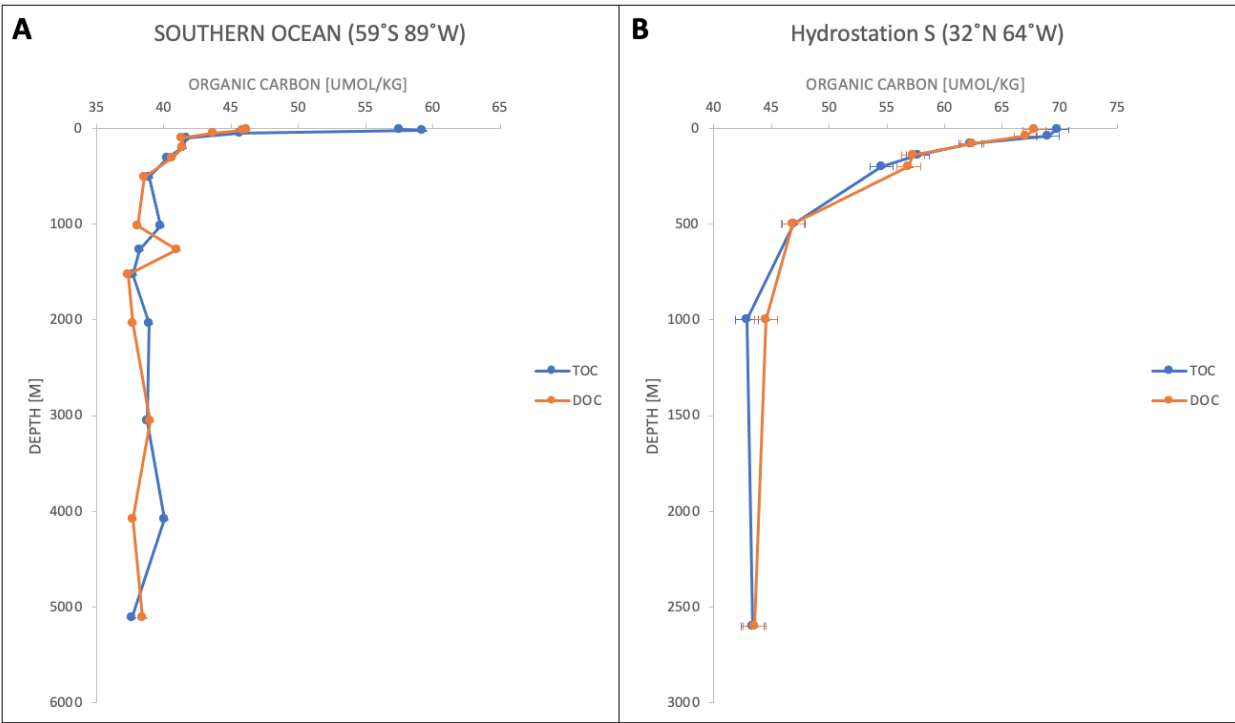 A
SOUTHERN OCEAN (59˚S 89˚W)
ORGANIC CARBON [UMOL/KG]
35 40 45 50 55 60 65
0
1000
2000
3000
4000
5000
6000
DEPTH [M]
TOC
DOC
B
Hydrostation S (32˚N 64˚W)
ORGANIC CARBON [UMOL/KG]
40 45 50 55 60 65 70 75
0
500
1000
1500
2000
2500
3000
DEPTH [M]
TOC
DOC